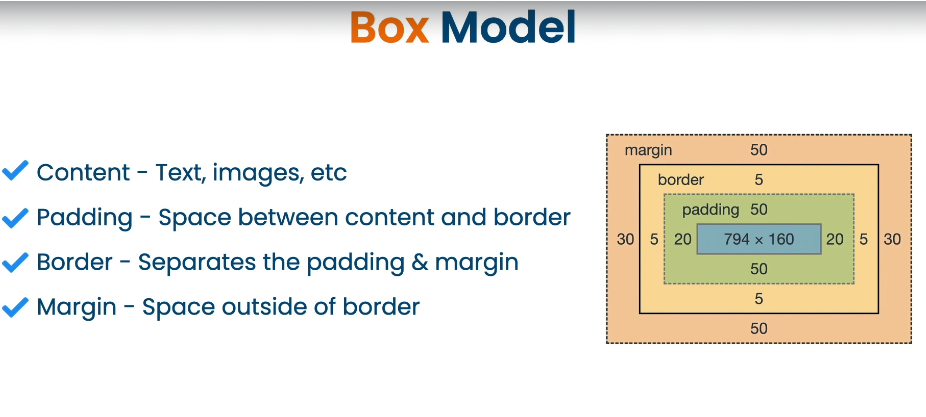 Box Model
Content - Text, images, etc
Padding - Space between content and border
Border - Separates the padding & margin
Margin - Space outside of border
margin 50
border 5
padding 50
30 5 20 794 × 160 20 5 30
50
5
50